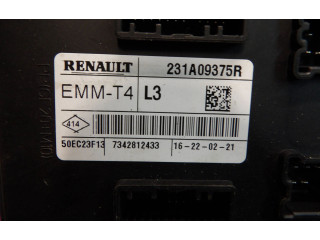 RENAULT 231A09375R
EMM-T4 L3
414
50EC23F13 7342812433 16-22-02-21